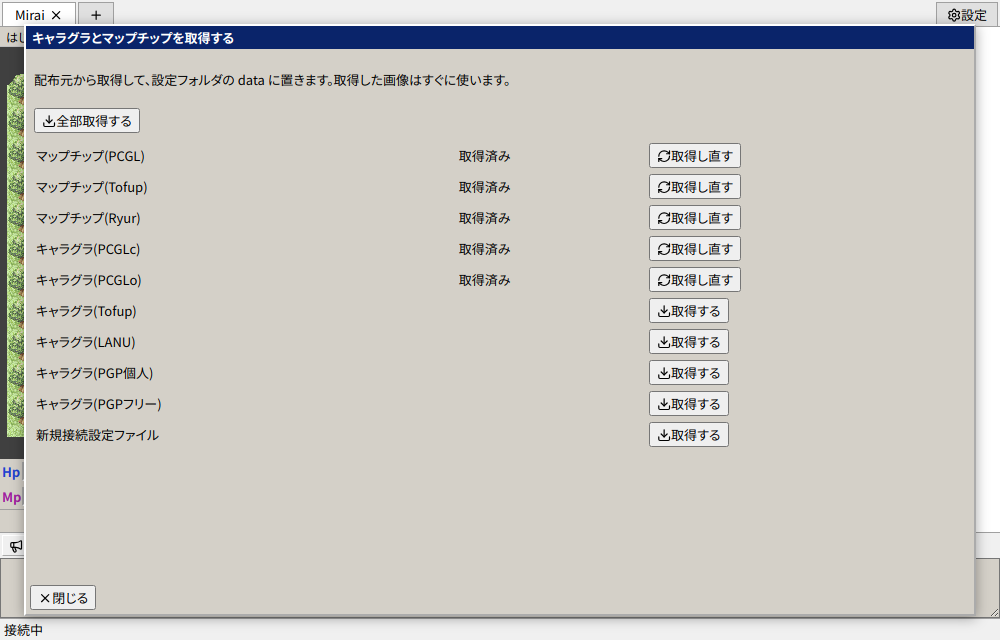 Mirai
設定
はじ
キャラグラとマップチップを取得する
配布元から取得して、設定フォルダの data に置きます。取得した画像はすぐに使います。
全部取得する
マップチップ(PCGL) 取得済み 取得し直す
マップチップ(Tofup) 取得済み 取得し直す
マップチップ(Ryur) 取得済み 取得し直す
キャラグラ(PCGLc) 取得済み 取得し直す
キャラグラ(PCGLo) 取得済み 取得し直す
キャラグラ(Tofup) 取得する
キャラグラ(LANU) 取得する
キャラグラ(PGP個人) 取得する
キャラグラ(PGPフリー) 取得する
新規接続設定ファイル 取得する
Hp
Mp
閉じる
接続中